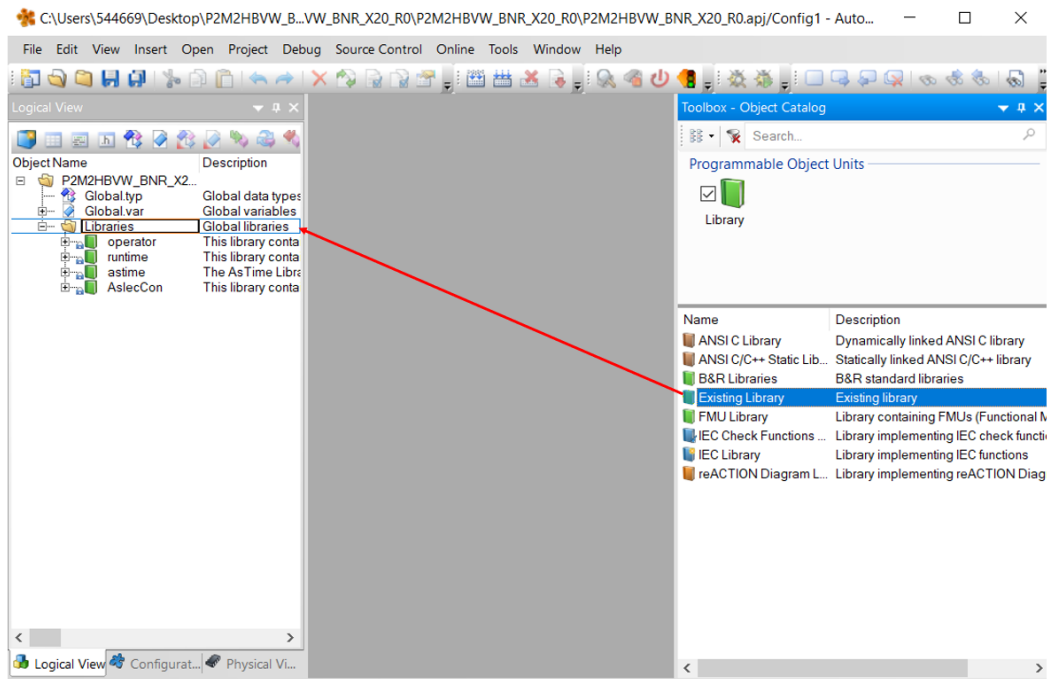 C:\Users\544669\Desktop\P2M2HBVW_B...VW_BNR_X20_R0\P2M2HBVW_BNR_X20_R0\P2M2HBVW_BNR_X20_R0.apj/Config1 - Auto...
File Edit View Insert Open Project Debug Source Control Online Tools Window Help
Logical View
Object Name Description
P2M2HBVW_BNR_X2...
Global.typ Global data types
Global.var Global variables
Libraries Global libraries
operator This library conta
runtime This library conta
astime The AsTime Libra
AsIecCon This library conta
Logical View Configurat... Physical Vi...
Toolbox - Object Catalog
Search...
Programmable Object Units
Library
Name Description
ANSI C Library Dynamically linked ANSI C library
ANSI C/C++ Static Lib... Statically linked ANSI C/C++ library
B&R Libraries B&R standard libraries
Existing Library Existing library
FMU Library Library containing FMUs (Functional M
IEC Check Functions ... Library implementing IEC check functi
IEC Library Library implementing IEC functions
reACTION Diagram L... Library implementing reACTION Diag